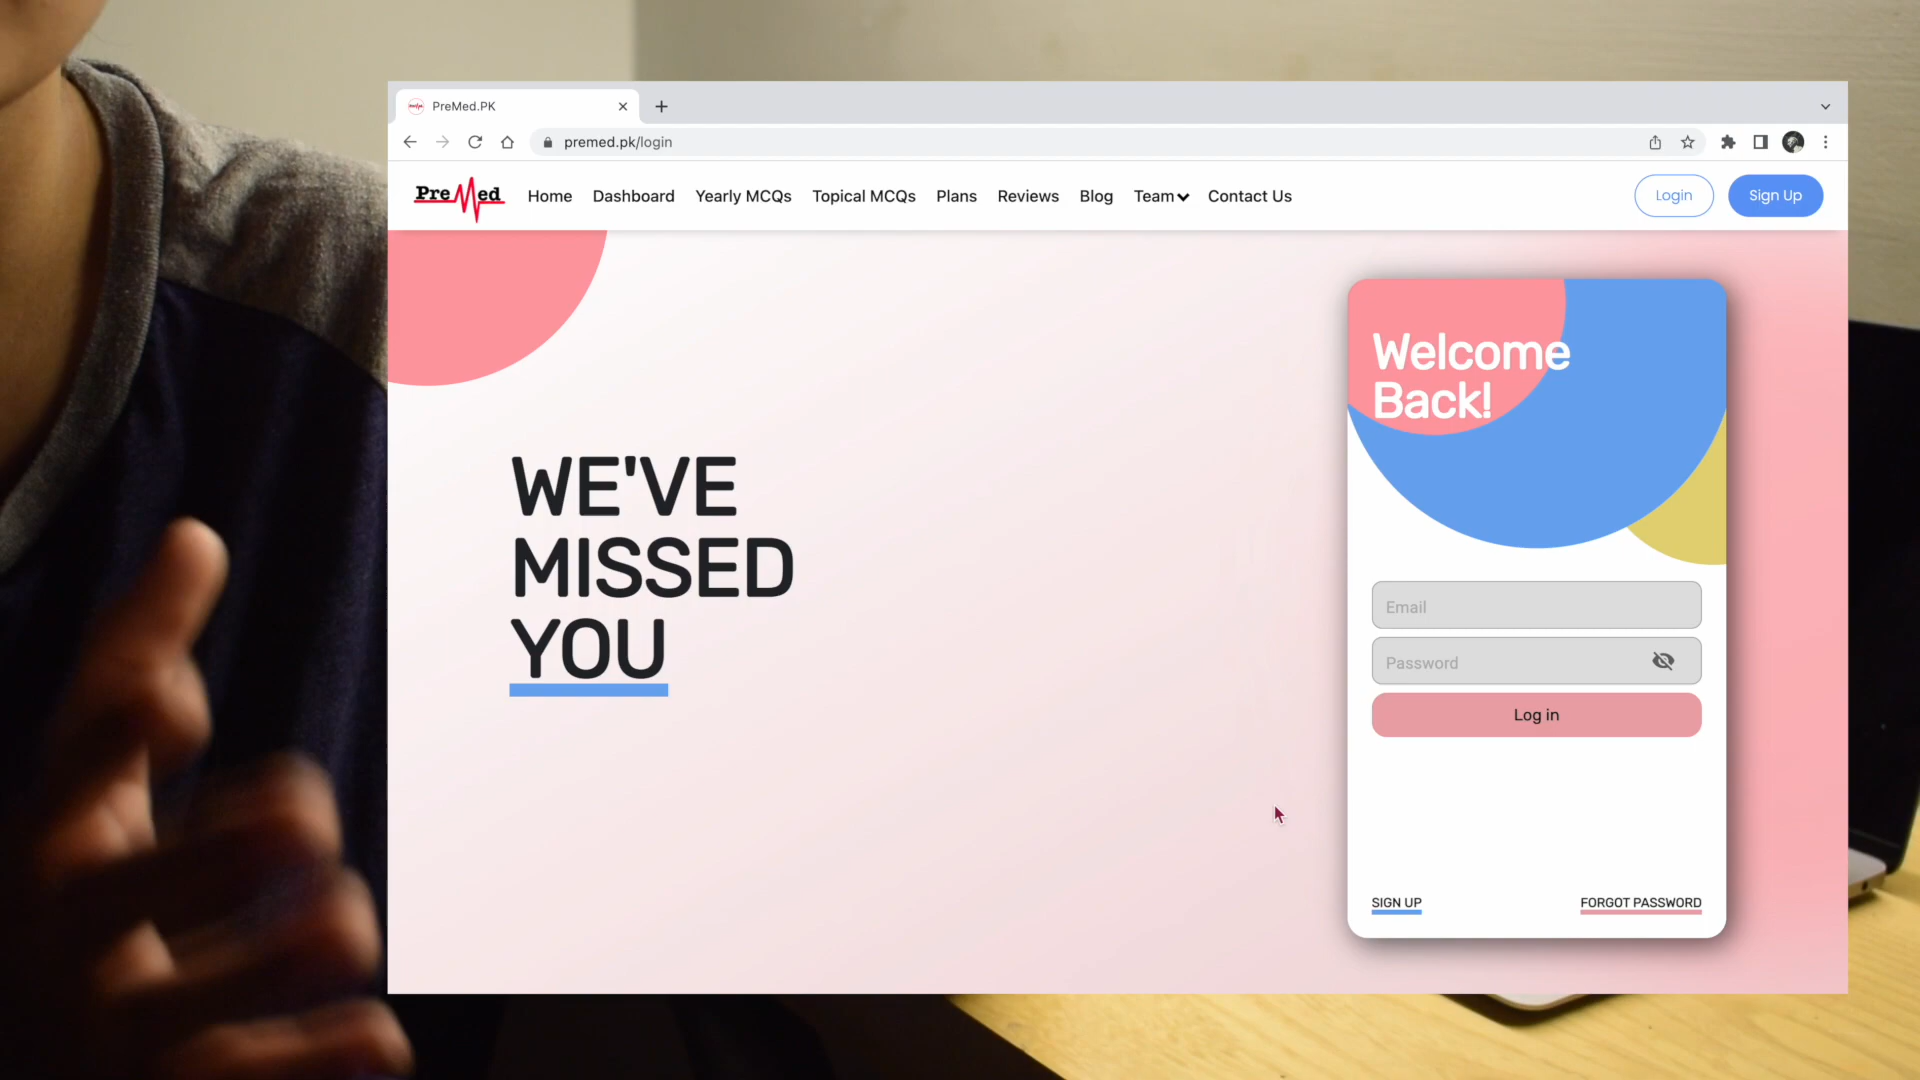 PreMed.PK
premed.pk/login
PreMed
Home
Dashboard
Yearly MCQs
Topical MCQs
Plans
Reviews
Blog
Team
Contact Us
Login
Sign Up
WE'VE
MISSED
YOU
Welcome
Back!
Email
Password
Log in
SIGN UP
FORGOT PASSWORD